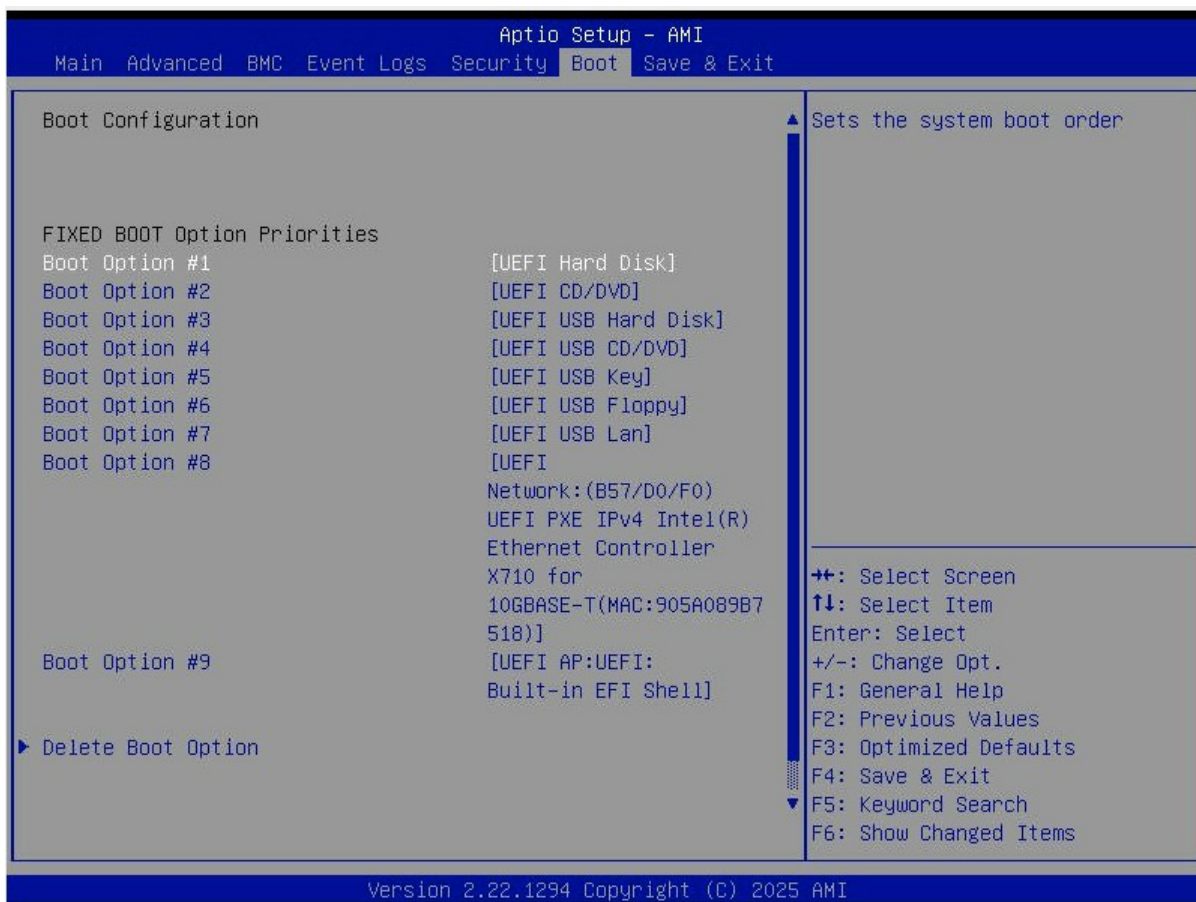 Aptio Setup - AMI
Main Advanced BMC Event Logs Security Boot Save & Exit
Boot Configuration
FIXED BOOT Option Priorities
Boot Option #1 [UEFI Hard Disk]
Boot Option #2 [UEFI CD/DVD]
Boot Option #3 [UEFI USB Hard Disk]
Boot Option #4 [UEFI USB CD/DVD]
Boot Option #5 [UEFI USB Key]
Boot Option #6 [UEFI USB Floppy]
Boot Option #7 [UEFI USB Lan]
Boot Option #8 [UEFI
Network:(B57/D0/F0)
UEFI PXE IPv4 Intel(R)
Ethernet Controller
X710 for
10GBASE-T(MAC:905A089B7
518)]
Boot Option #9 [UEFI AP:UEFI:
Built-in EFI Shell]
Delete Boot Option
Sets the system boot order
→←: Select Screen
↑↓: Select Item
Enter: Select
+/-: Change Opt.
F1: General Help
F2: Previous Values
F3: Optimized Defaults
F4: Save & Exit
F5: Keyword Search
F6: Show Changed Items
Version 2.22.1294 Copyright (C) 2025 AMI